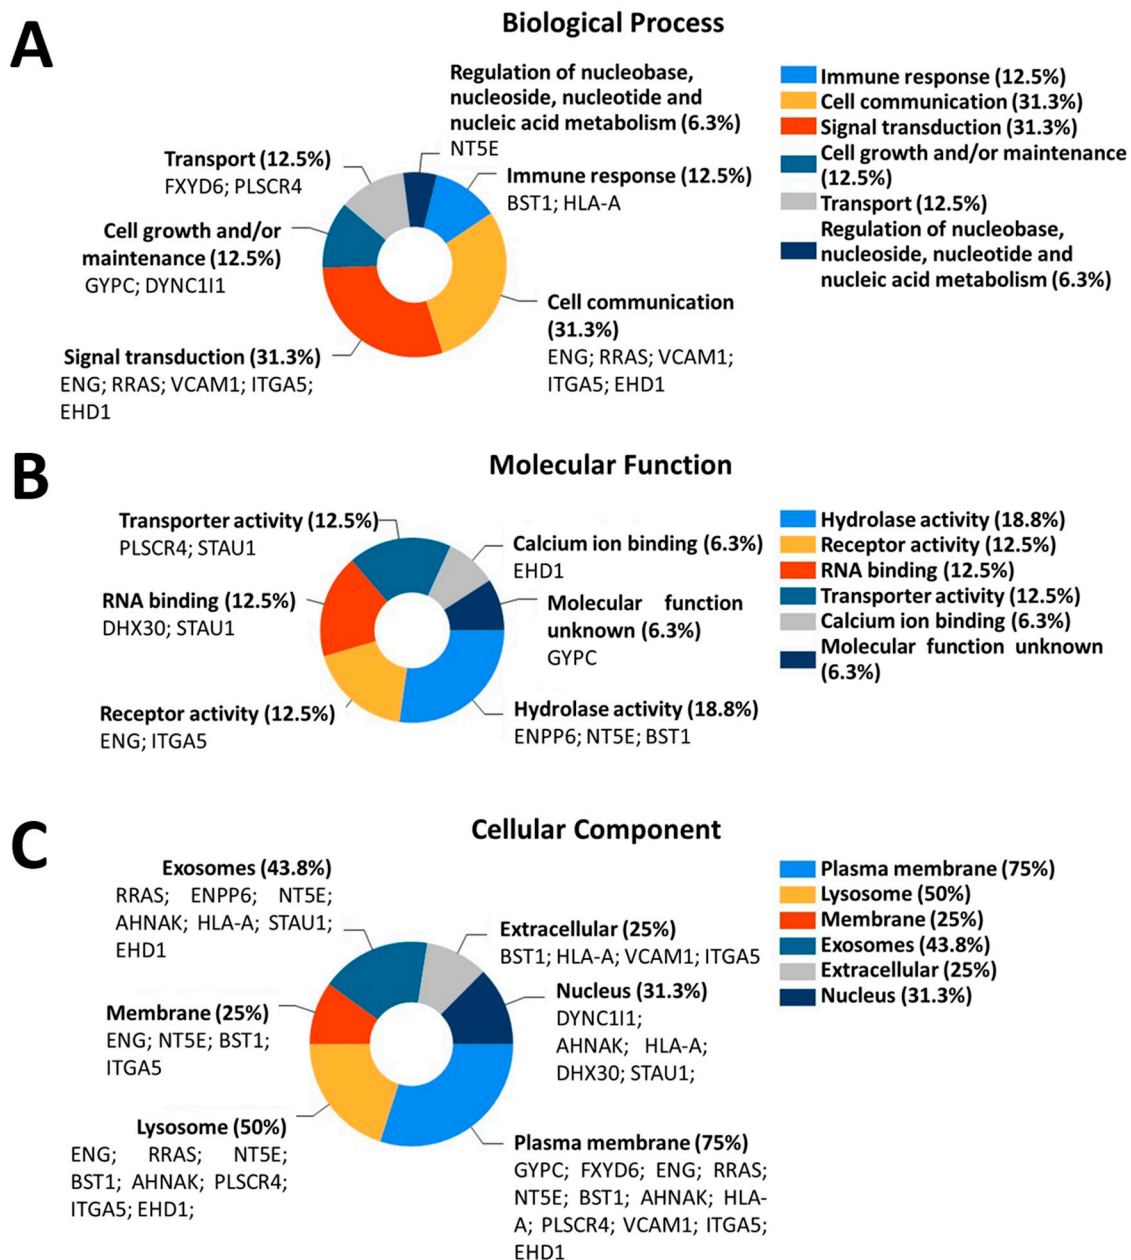 A
Biological Process
Regulation of nucleobase,
nucleoside, nucleotide and
nucleic acid metabolism (6.3%)
NT5E
Transport (12.5%)
FXYD6; PLSCR4
Immune response (12.5%)
BST1; HLA-A
Cell growth and/or
maintenance (12.5%)
GYPC; DYNC1I1
Cell communication
(31.3%)
ENG; RRAS; VCAM1;
ITGA5; EHD1
Signal transduction (31.3%)
ENG; RRAS; VCAM1; ITGA5;
EHD1
Immune response (12.5%)
Cell communication (31.3%)
Signal transduction (31.3%)
Cell growth and/or maintenance
(12.5%)
Transport (12.5%)
Regulation of nucleobase,
nucleoside, nucleotide and
nucleic acid metabolism (6.3%)
B
Molecular Function
Transporter activity (12.5%)
PLSCR4; STAU1
Calcium ion binding (6.3%)
EHD1
RNA binding (12.5%)
DHX30; STAU1
Molecular function
unknown (6.3%)
GYPC
Receptor activity (12.5%)
ENG; ITGA5
Hydrolase activity (18.8%)
ENPP6; NT5E; BST1
Hydrolase activity (18.8%)
Receptor activity (12.5%)
RNA binding (12.5%)
Transporter activity (12.5%)
Calcium ion binding (6.3%)
Molecular function unknown
(6.3%)
C
Cellular Component
Exosomes (43.8%)
RRAS; ENPP6; NT5E;
AHNAK; HLA-A; STAU1;
EHD1
Extracellular (25%)
BST1; HLA-A; VCAM1; ITGA5
Nucleus (31.3%)
DYNC1I1;
AHNAK; HLA-A;
DHX30; STAU1;
Membrane (25%)
ENG; NT5E; BST1;
ITGA5
Lysosome (50%)
ENG; RRAS; NT5E;
BST1; AHNAK; PLSCR4;
ITGA5; EHD1;
Plasma membrane (75%)
GYPC; FXYD6; ENG; RRAS;
NT5E; BST1; AHNAK; HLA-
A; PLSCR4; VCAM1; ITGA5;
EHD1
Plasma membrane (75%)
Lysosome (50%)
Membrane (25%)
Exosomes (43.8%)
Extracellular (25%)
Nucleus (31.3%)